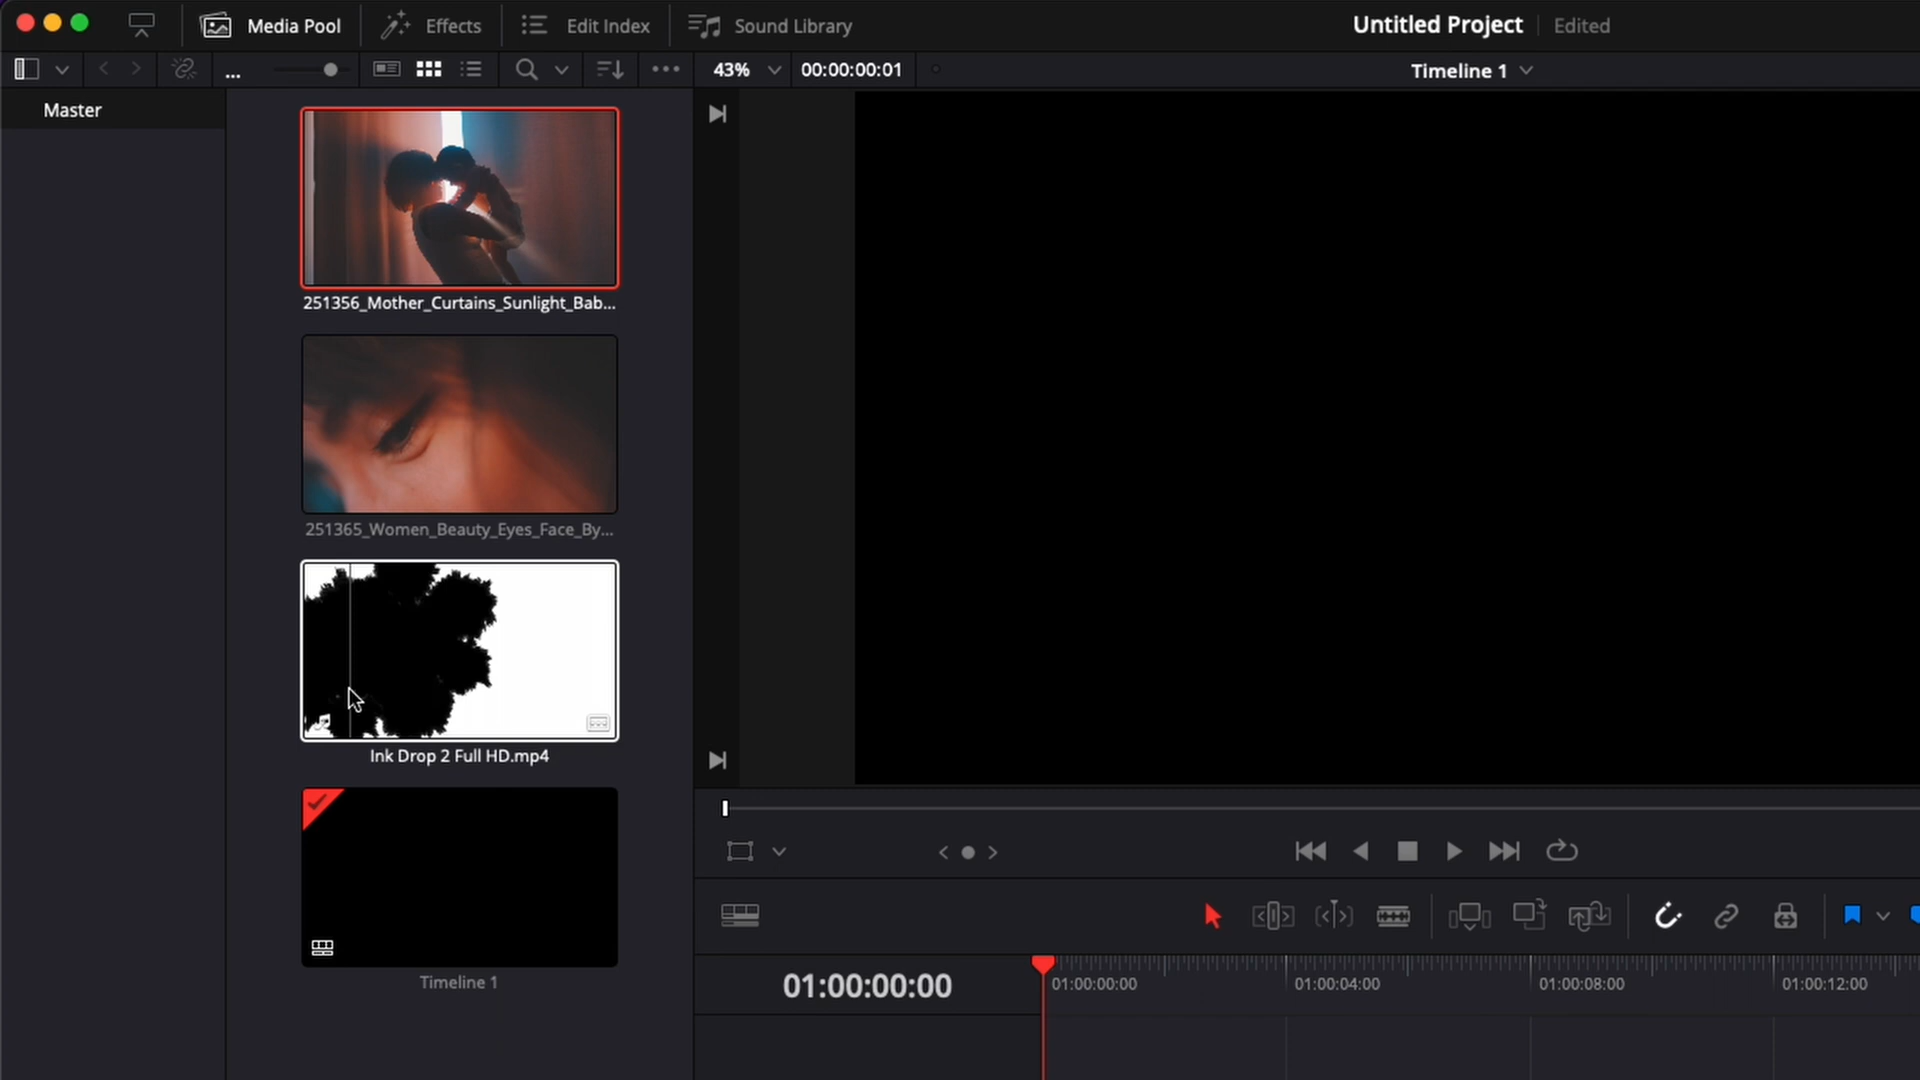 Media Pool
Effects
Edit Index
Sound Library
Untitled Project
Edited
...
43%
00:00:00:01
Timeline 1
Master
251356_Mother_Curtains_Sunlight_Bab...
251365_Women_Beauty_Eyes_Face_By...
Ink Drop 2 Full HD.mp4
Timeline 1
01:00:00:00
01:00:00:00
01:00:04:00
01:00:08:00
01:00:12:00